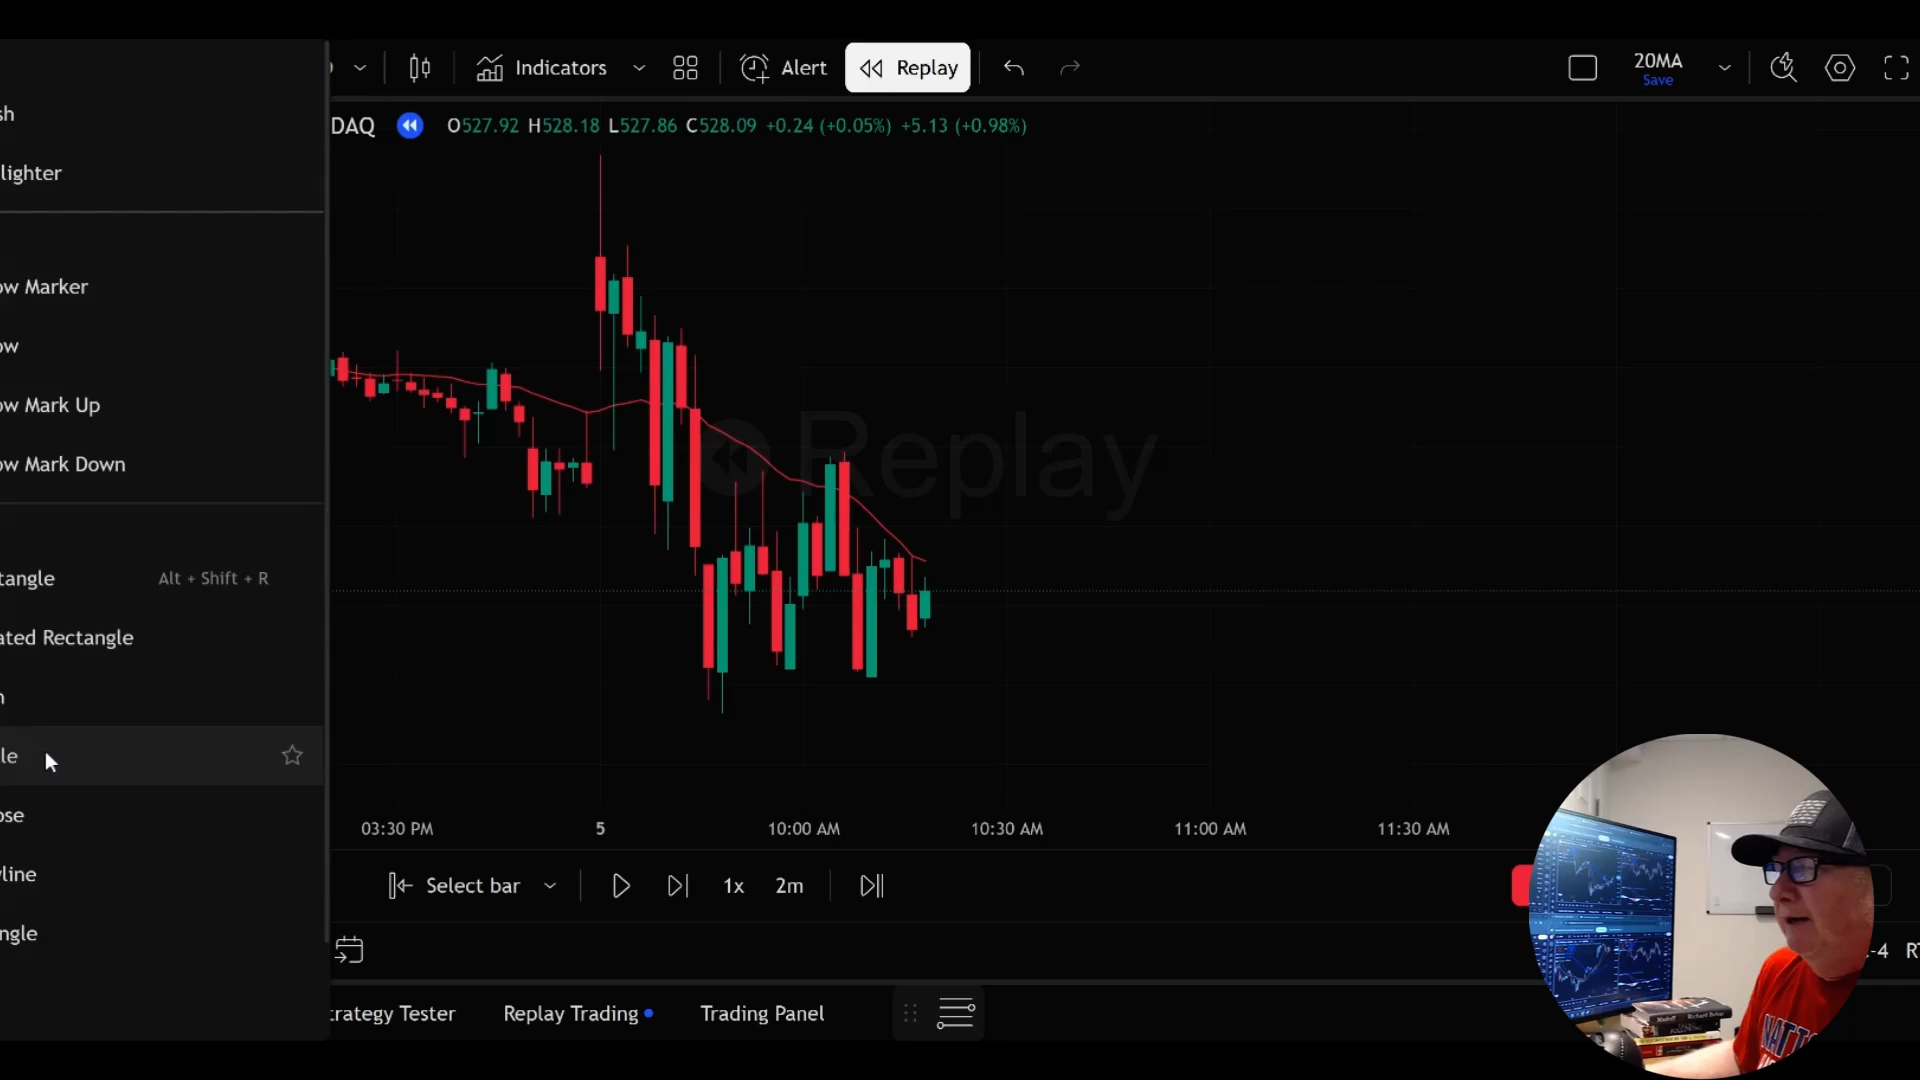 Indicators
Alert
Replay
20MA
Save
sh
lighter
DAQ
O527.92 H528.18 L527.86 C528.09 +0.24 (+0.05%) +5.13 (+0.98%)
ow Marker
ow
ow Mark Up
ow Mark Down
Replay
tangle Alt + Shift + R
ated Rectangle
n
le
ose
line
ngle
03:30 PM 5 10:00 AM 10:30 AM 11:00 AM 11:30 AM
Select bar 1x 2m
-4 RT
trategy Tester Replay Trading Trading Panel